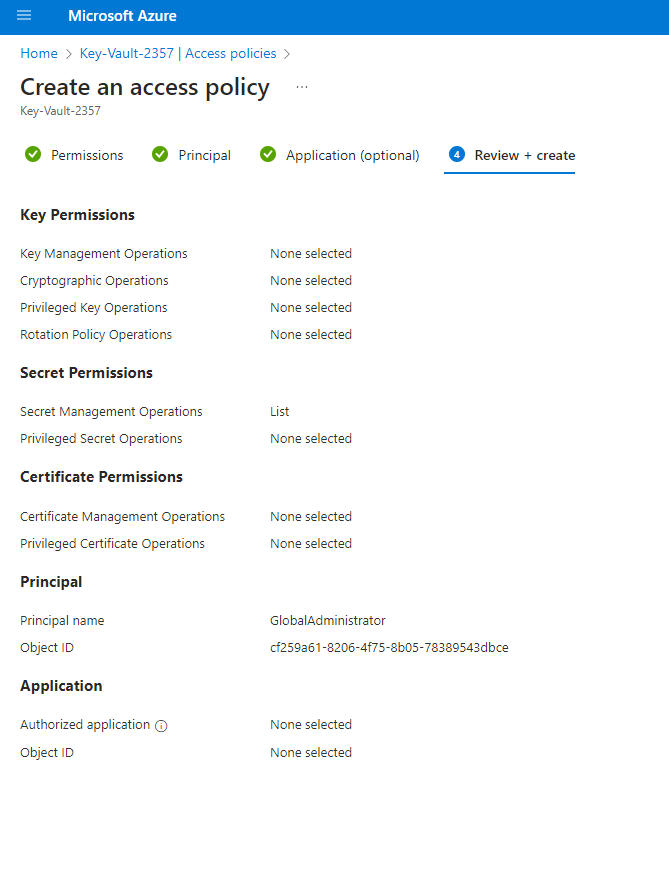 Microsoft Azure
Home > Key-Vault-2357 | Access policies >
Create an access policy ...
Key-Vault-2357
Permissions Principal Application (optional) 4 Review + create
Key Permissions
Key Management Operations None selected
Cryptographic Operations None selected
Privileged Key Operations None selected
Rotation Policy Operations None selected
Secret Permissions
Secret Management Operations List
Privileged Secret Operations None selected
Certificate Permissions
Certificate Management Operations None selected
Privileged Certificate Operations None selected
Principal
Principal name GlobalAdministrator
Object ID cf259a61-8206-4f75-8b05-78389543dbce
Application
Authorized application None selected
Object ID None selected